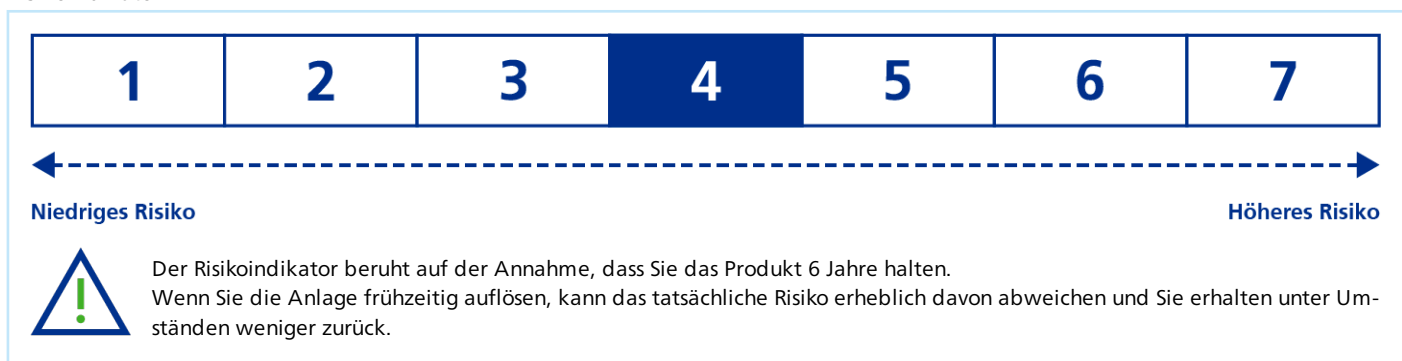 1 2 3 4 5 6 7
Niedriges Risiko Höheres Risiko
Der Risikoindikator beruht auf der Annahme, dass Sie das Produkt 6 Jahre halten.
Wenn Sie die Anlage frühzeitig auflösen, kann das tatsächliche Risiko erheblich davon abweichen und Sie erhalten unter Um-
ständen weniger zurück.